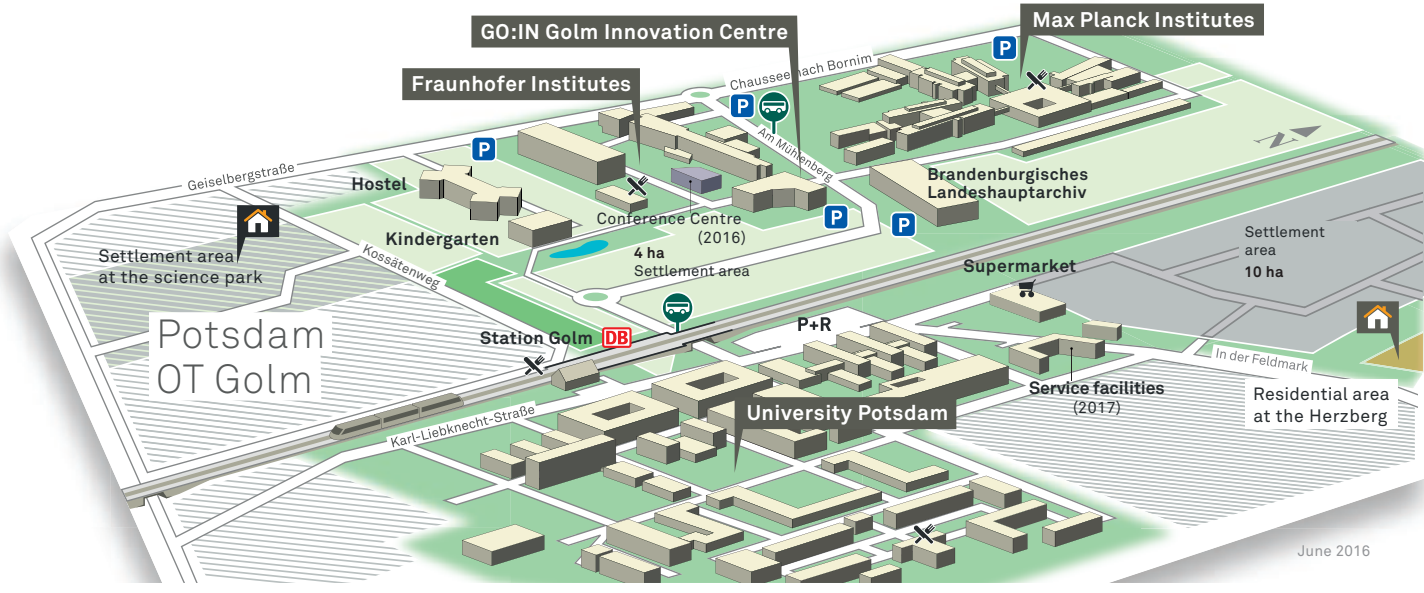 Max Planck Institutes
GO:IN Golm Innovation Centre
P
Chaussee nach Bornim
Fraunhofer Institutes
P
Am Mühlenberg
P
N
Geiselbergstraße
Hostel
Brandenburgisches
Landeshauptarchiv
Conference Centre
(2016)
P
P
Kindergarten
Settlement area
at the science park
Kossätenweg
4 ha
Settlement area
Settlement
area
10 ha
Supermarket
Potsdam
OT Golm
Station Golm DB
P+R
In der Feldmark
Service facilities
(2017)
Residential area
at the Herzberg
University Potsdam
Karl-Liebknecht-Straße
June 2016